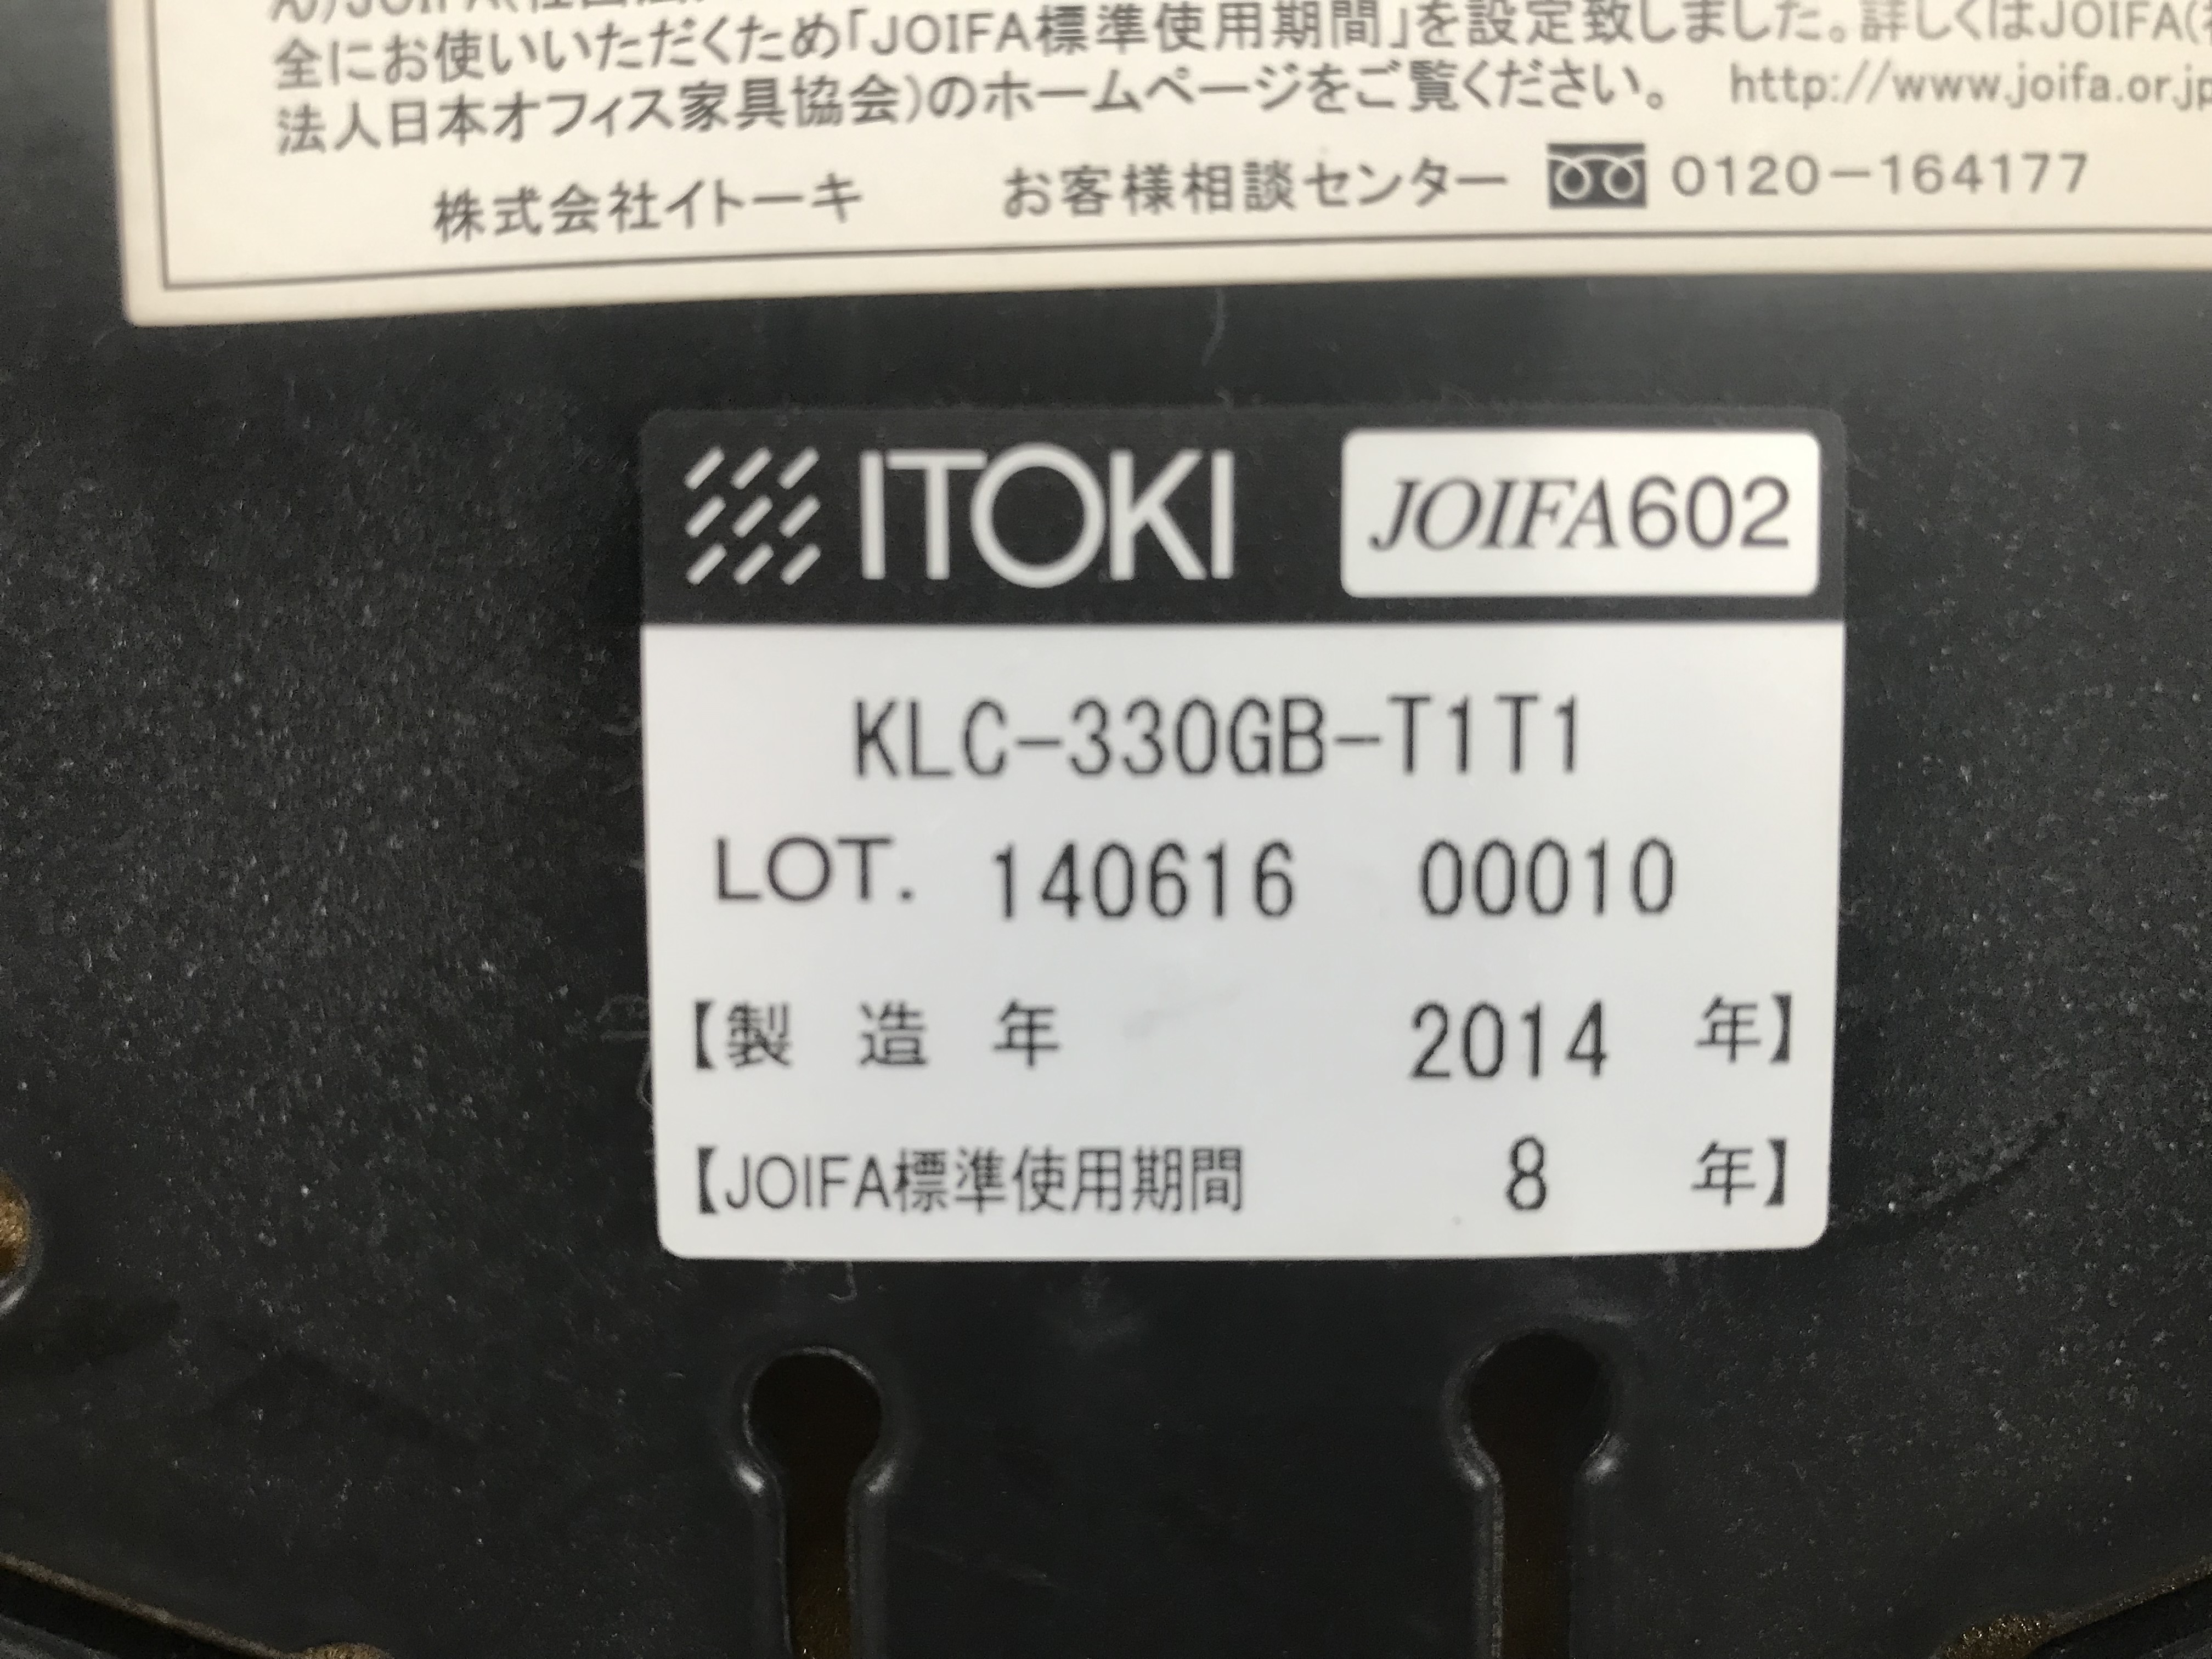 ん)JOIFA(社団法
全にお使いいただくため「JOIFA標準使用期間」を設定致しました。詳しくはJOIFA(社
法人日本オフィス家具協会)のホームページをご覧ください。 http://www.joifa.or.jp
株式会社イトーキ お客様相談センター 0120-164177
ITOKI JOIFA602
KLC-330GB-T1T1
LOT. 140616 00010
【製造年 2014 年】
【JOIFA標準使用期間 8 年】